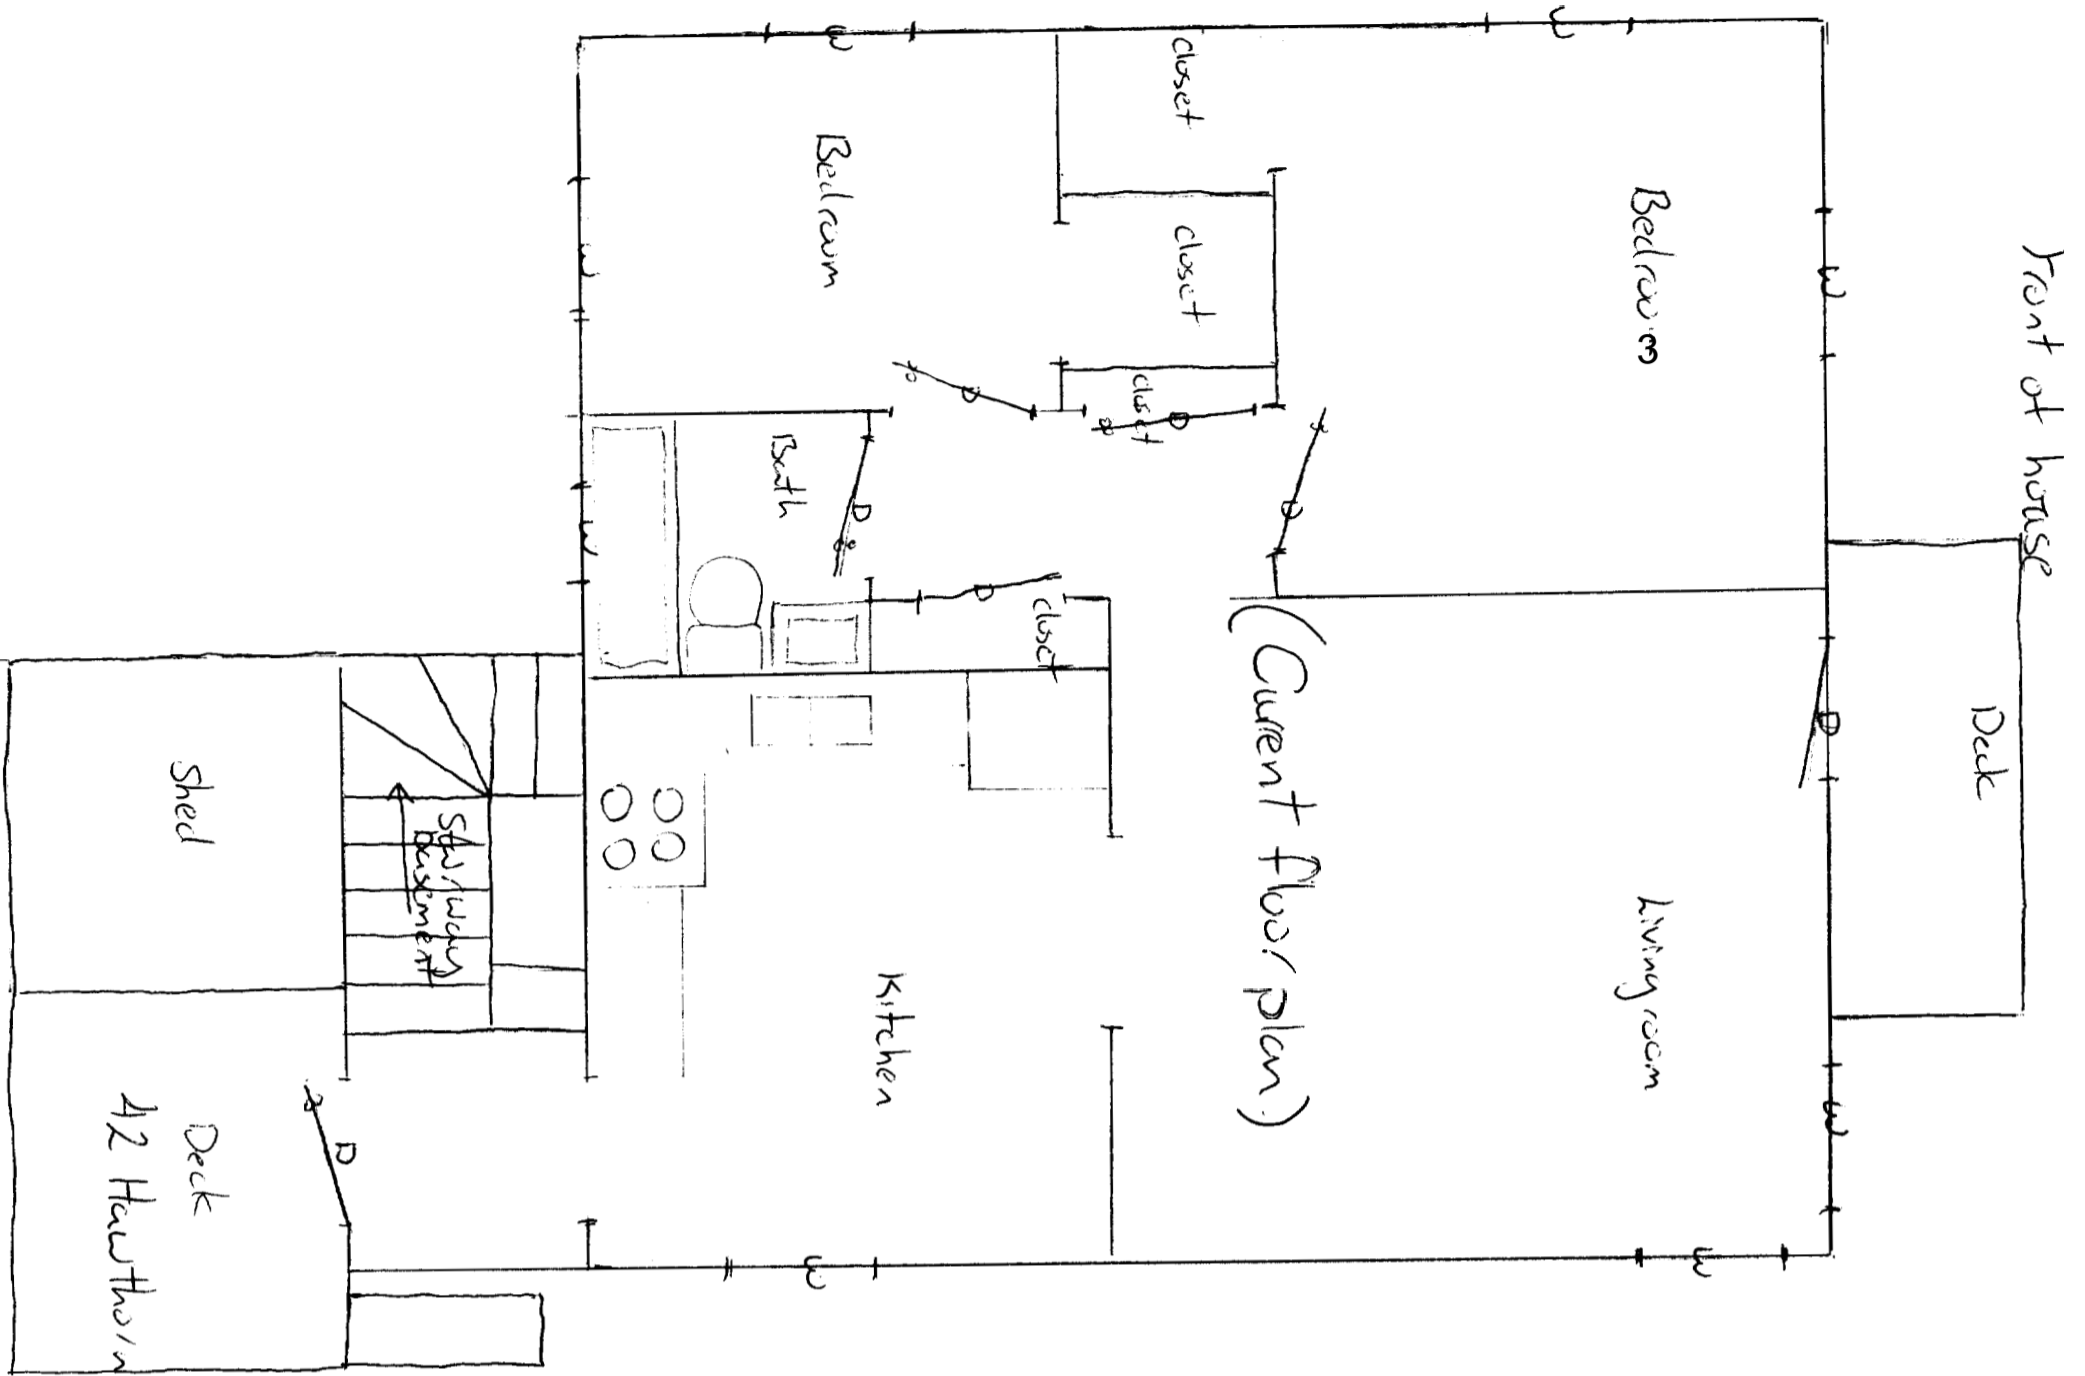 Front of house
Deck
D
W
W
W
Bedroom
Living room
W
(Current floor plan)
closet
closet
closet
D
D
closet
D
D
Bedroom
W
Bath
D
Kitchen
W
W
W
Stairway
basement
D
Shed
Deck
42 Hawthorn